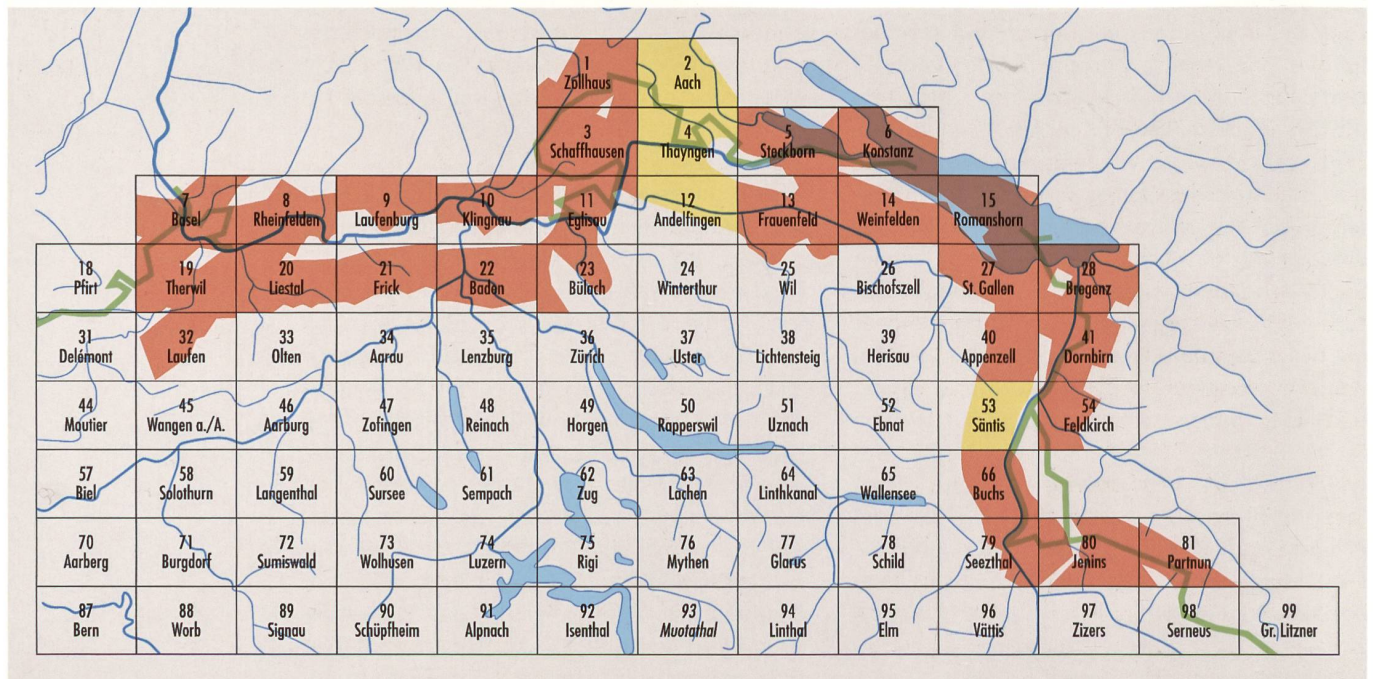 1
Zollhaus
2
Aach
3
Schaffhausen
4
Thayngen
5
Steckborn
6
Konstanz
7
Basel
8
Rheinfelden
9
Laufenburg
10
Klingnau
11
Eglisau
12
Andelfingen
13
Frauenfeld
14
Weinfelden
15
Romanshorn
18
Pfirt
19
Therwil
20
Liestal
21
Frick
22
Baden
23
Bülach
24
Winterthur
25
Wil
26
Bischofszell
27
St. Gallen
28
Bregenz
31
Delémont
32
Laufen
33
Olten
34
Aarau
35
Lenzburg
36
Zürich
37
Uster
38
Lichtensteig
39
Herisau
40
Appenzell
41
Dornbirn
44
Moutier
45
Wangen a./A.
46
Aarburg
47
Zofingen
48
Reinach
49
Horgen
50
Rapperswil
51
Uznach
52
Ebnat
53
Säntis
54
Feldkirch
57
Biel
58
Solothurn
59
Langenthal
60
Sursee
61
Sempach
62
Zug
63
Lachen
64
Linthkanal
65
Wallensee
66
Buchs
70
Aarberg
71
Burgdorf
72
Sumiswald
73
Wolhusen
74
Luzern
75
Rigi
76
Mythen
77
Glarus
78
Schild
79
Seezthal
80
Jenins
81
Partnun
87
Bern
88
Worb
89
Signau
90
Schüpfheim
91
Alpnach
92
Isenthal
93
Muotathal
94
Linthal
95
Elm
96
Vättis
97
Zizers
98
Serneus
99
Gr. Litzner